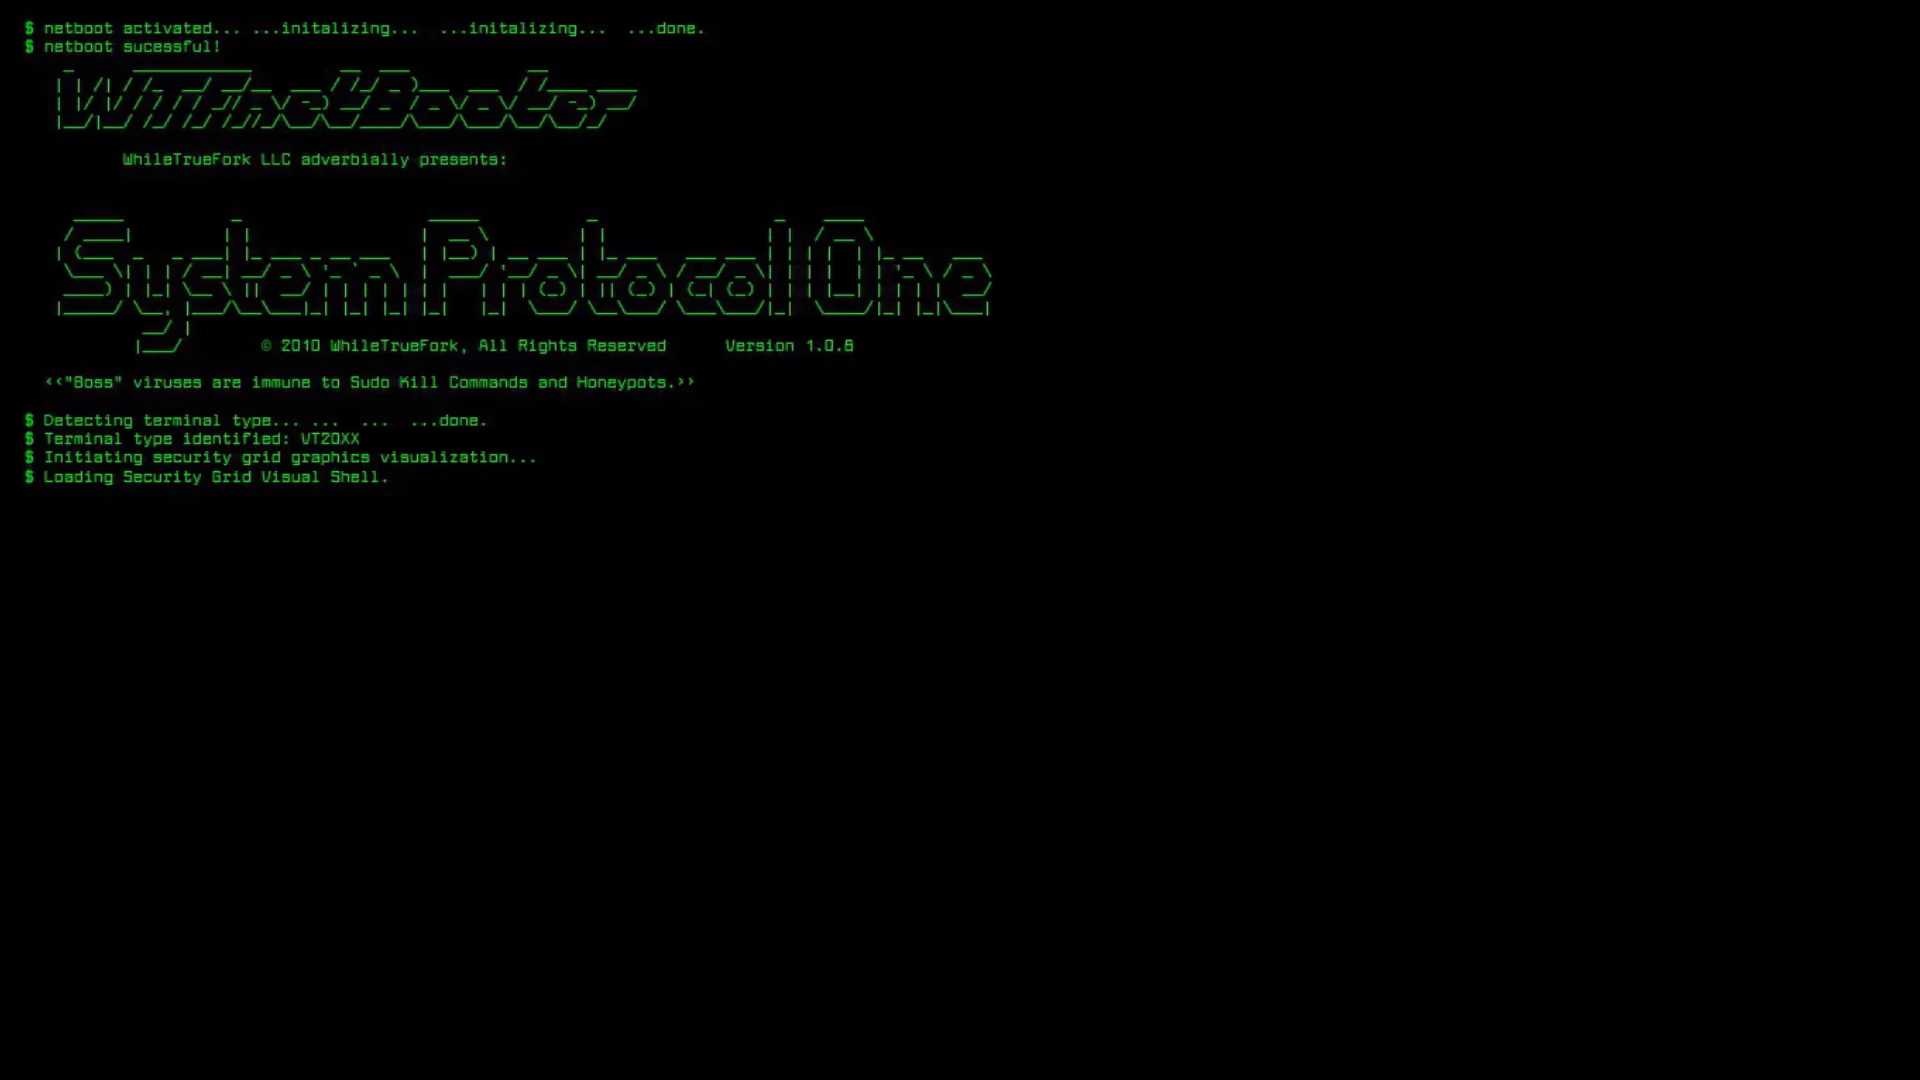 $ netboot activated... ...initalizing...  ...initalizing...  ...done.
$ netboot sucessful!
WTFnetBooter
WhileTrueFork LLC adverbially presents:
System Protocol One
© 2010 WhileTrueFork, All Rights Reserved      Version 1.0.6
<<"Boss" viruses are immune to Sudo Kill Commands and Honeypots.>>
$ Detecting terminal type... ...  ...  ...done.
$ Terminal type identified: VT20XX
$ Initiating security grid graphics visualization...
$ Loading Security Grid Visual Shell.